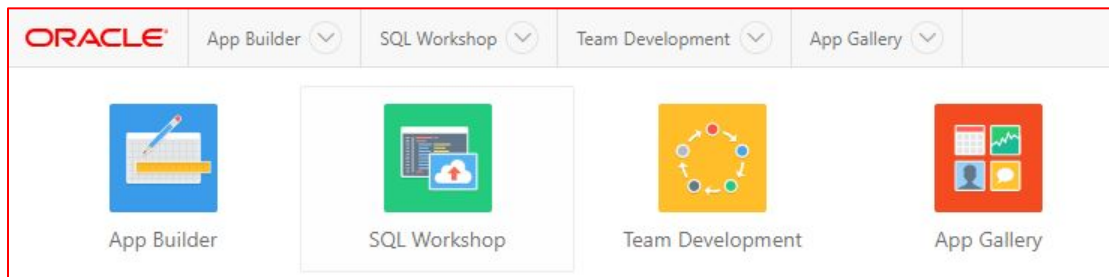 ORACLE App Builder SQL Workshop Team Development App Gallery
App Builder SQL Workshop Team Development App Gallery